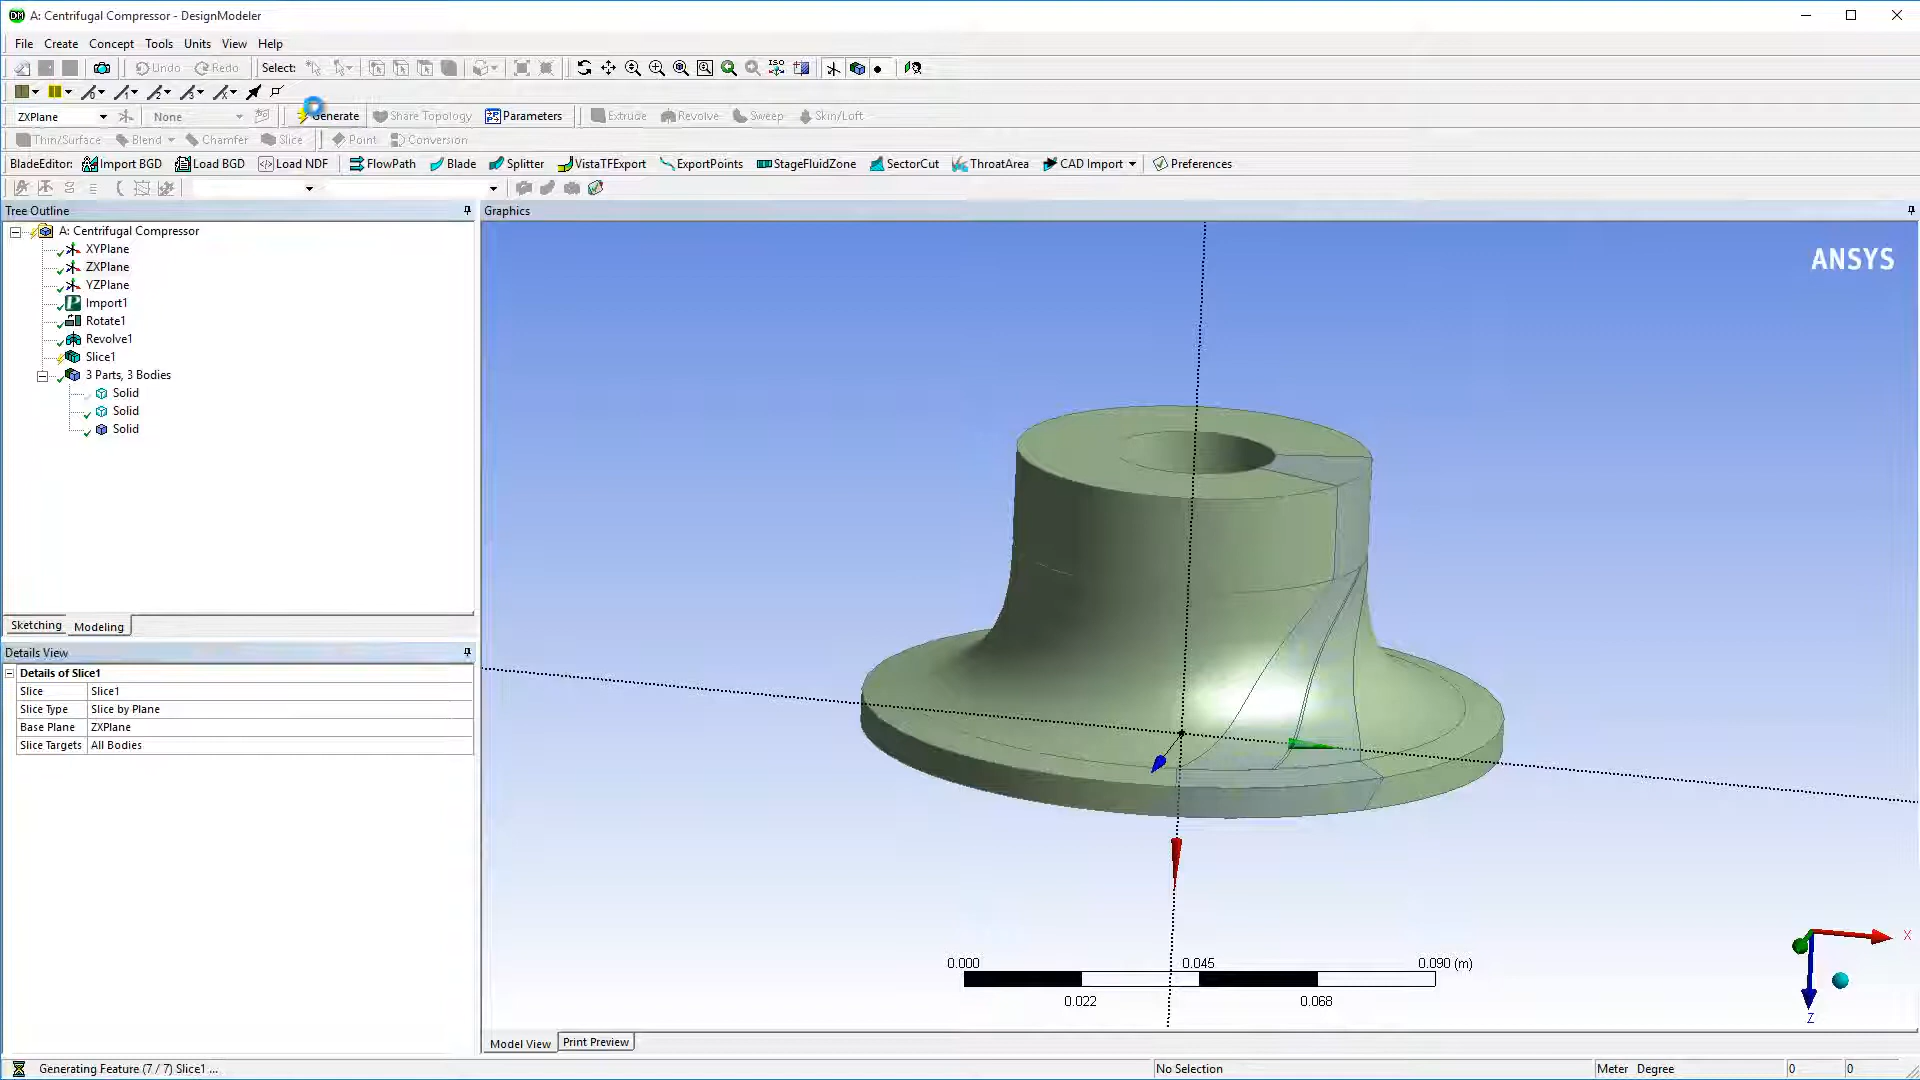 A: Centrifugal Compressor - DesignModeler
File Create Concept Tools Units View Help
Undo Redo Select:
ISO
ZXPlane None Generate Share Topology Parameters Extrude Revolve Sweep Skin/Loft
Thin/Surface Blend Chamfer Slice Point Conversion
BladeEditor: Import BGD Load BGD Load NDF FlowPath Blade Splitter VistaTFExport ExportPoints StageFluidZone SectorCut ThroatArea CAD Import Preferences
Tree Outline
Graphics
A: Centrifugal Compressor
XYPlane
ZXPlane
YZPlane
Import1
Rotate1
Revolve1
Slice1
3 Parts, 3 Bodies
Solid
Solid
Solid
Sketching Modeling
Details View
Details of Slice1
Slice Slice1
Slice Type Slice by Plane
Base Plane ZXPlane
Slice Targets All Bodies
ANSYS
0.000 0.045 0.090 (m)
0.022 0.068
X
Z
Model View Print Preview
Generating Feature (7 / 7) Slice1 ...
No Selection
Meter Degree 0 0